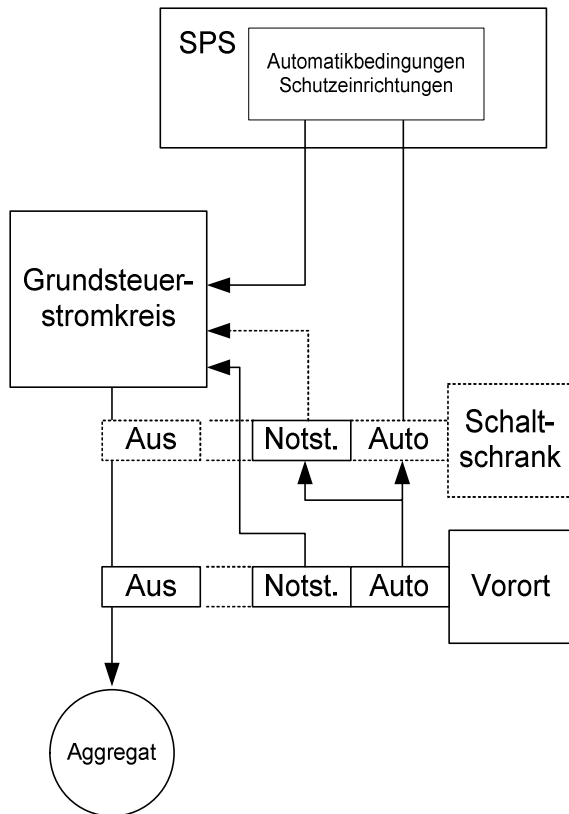 SPS
Automatikbedingungen
Schutzeinrichtungen
Grundsteuer-
stromkreis
Aus
Notst.
Auto
Schalt-
schrank
Aus
Notst.
Auto
Vorort
Aggregat